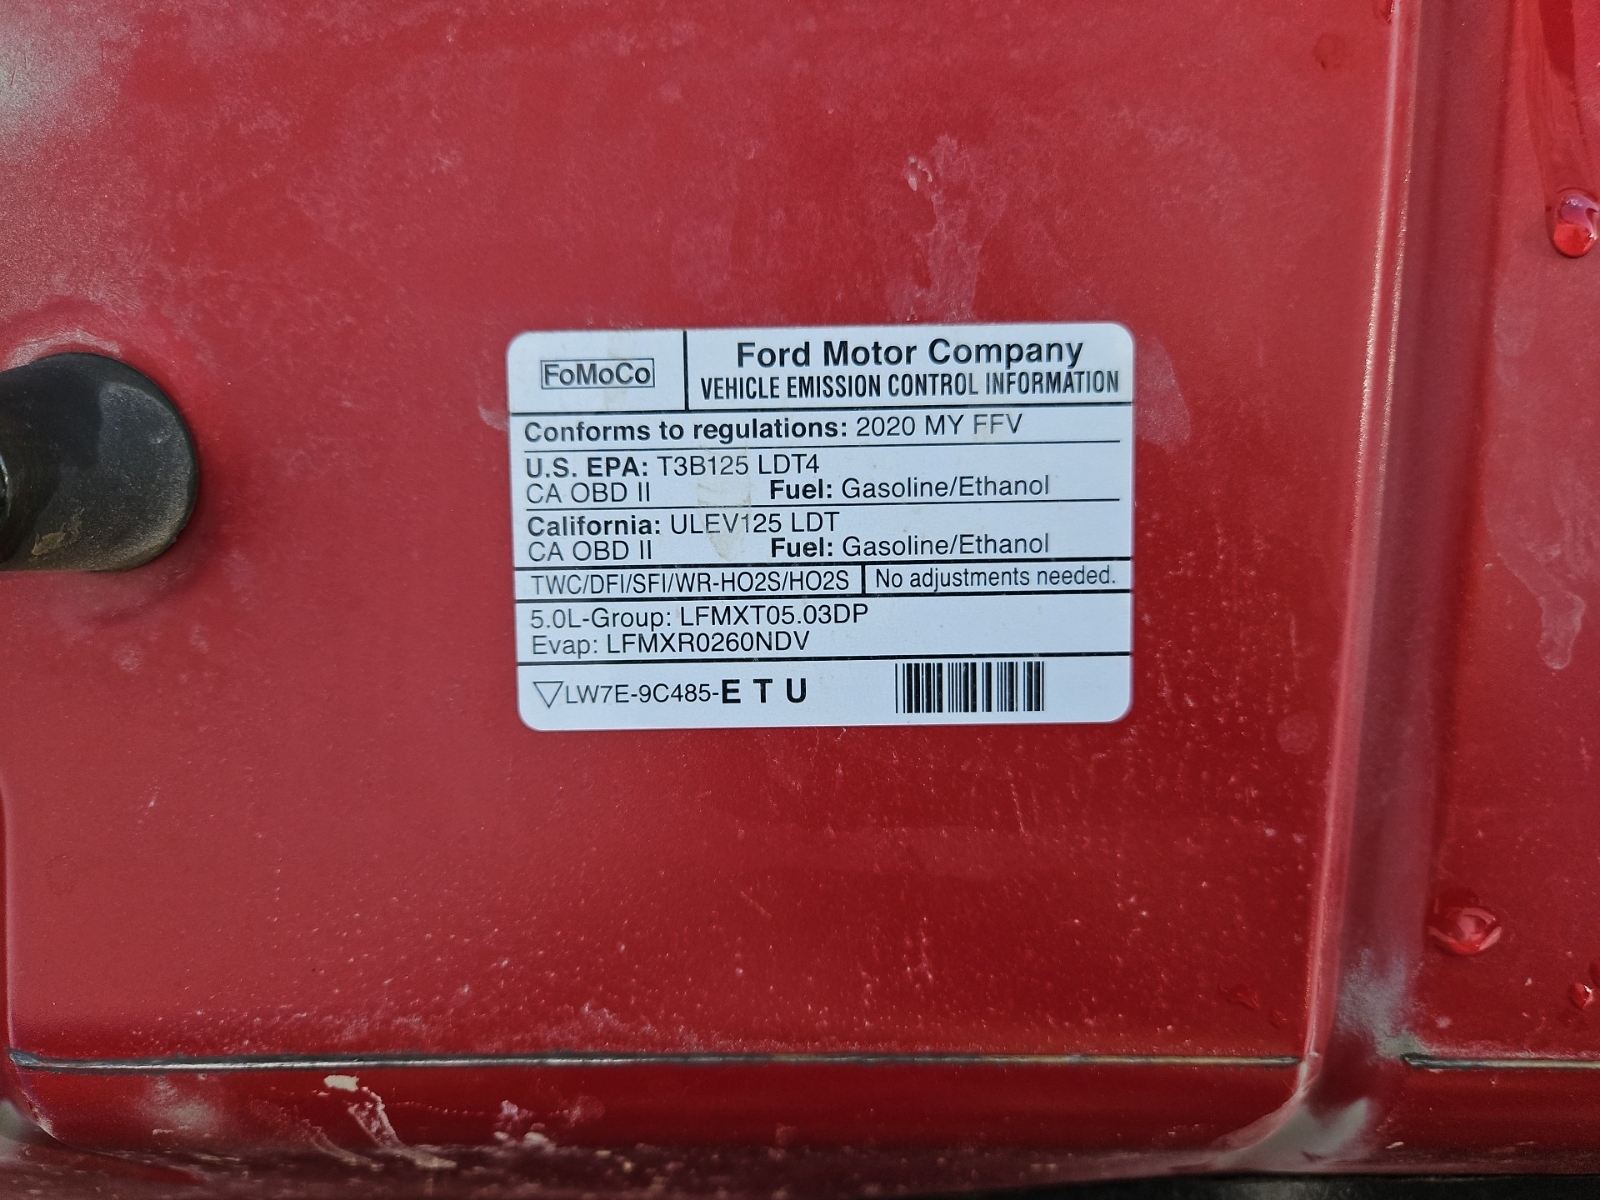 FoMoCo
Ford Motor Company
VEHICLE EMISSION CONTROL INFORMATION
Conforms to regulations: 2020 MY FFV
U.S. EPA: T3B125 LDT4
CA OBD II Fuel: Gasoline/Ethanol
California: ULEV125 LDT
CA OBD II Fuel: Gasoline/Ethanol
TWC/DFI/SFI/WR-HO2S/HO2S No adjustments needed.
5.0L-Group: LFMXT05.03DP
Evap: LFMXR0260NDV
▽LW7E-9C485-E T U